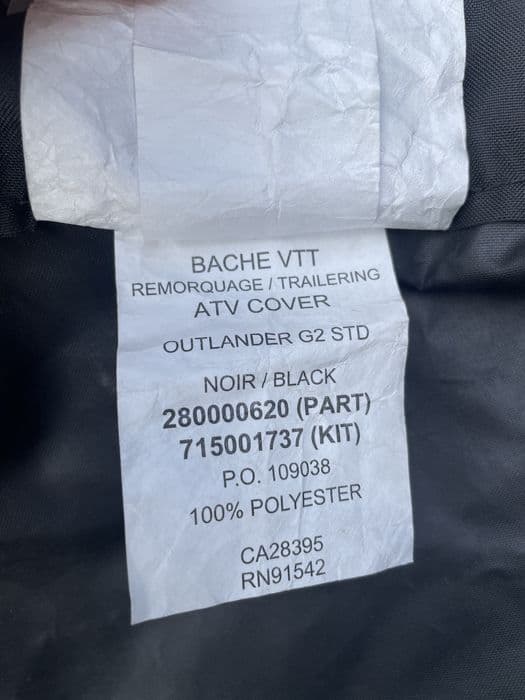 BACHE VTT
REMORQUAGE / TRAILERING
ATV COVER
OUTLANDER G2 STD
NOIR / BLACK
280000620 (PART)
715001737 (KIT)
P.O. 109038
100% POLYESTER
CA28395
RN91542